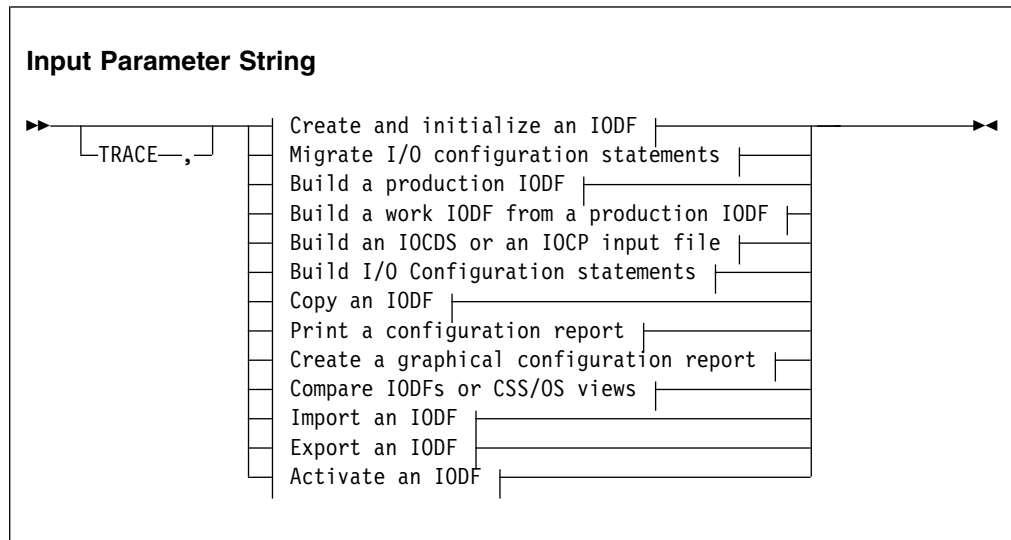 Input Parameter String
Create and initialize an IODF
TRACE , Migrate I/O configuration statements
Build a production IODF
Build a work IODF from a production IODF
Build an IOCDS or an IOCP input file
Build I/O Configuration statements
Copy an IODF
Print a configuration report
Create a graphical configuration report
Compare IODFs or CSS/OS views
Import an IODF
Export an IODF
Activate an IODF